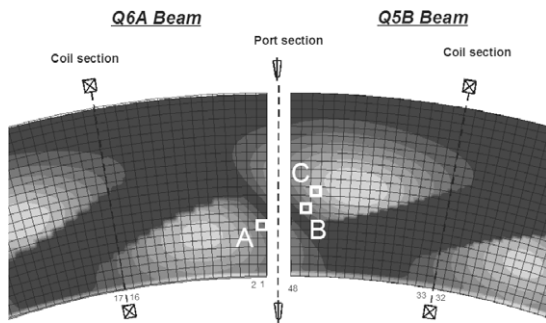 Q6A Beam
Q5B Beam
Port section
Coil section
Coil section
C
A
B
17 16
2 1
48
33 32